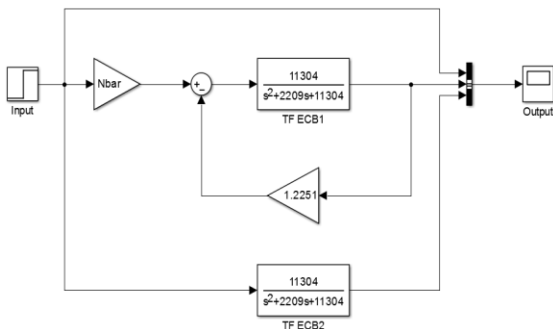 Input
Nbar
+
−
11304
s²+2209s+11304
TF ECB1
Output
1.2251
11304
s²+2209s+11304
TF ECB2